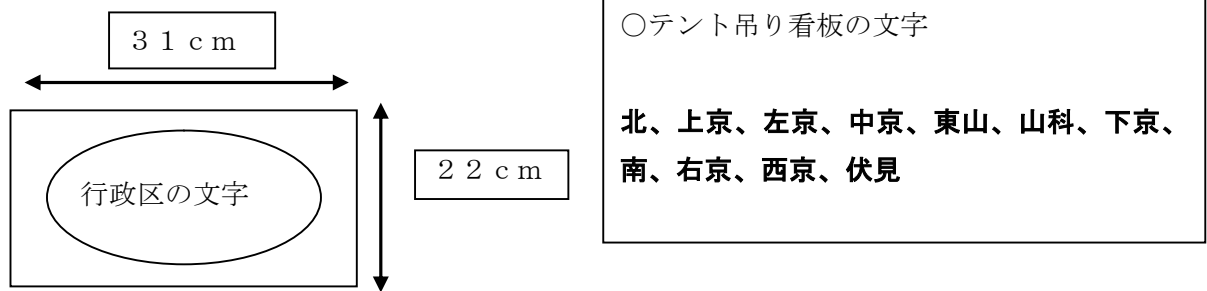 31cm
行政区の文字
22cm
○テント吊り看板の文字
北、上京、左京、中京、東山、山科、下京、
南、右京、西京、伏見